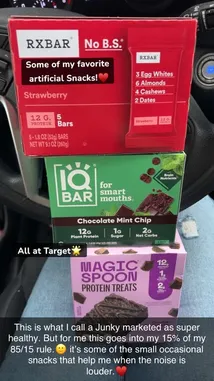 RXBAR
No B.S.
RXBAR
Some of my favorite
artificial Snacks!❤️
3 Egg Whites
6 Almonds
4 Cashews
2 Dates
Strawberry
12 G.
PROTEIN
5
Bars
IQ
BAR
for
smart
mouths.
Chocolate Mint Chip
12g
Plant Protein
1g
Sugar
2g
Net Carbs
All at Target🌟
MAGIC
SPOON
PROTEIN TREATS
This is what I call a Junky marketed as super
healthy. But for me this goes into my 15% of my
85/15 rule.🤭 it's some of the small occasional
snacks that help me when the noise is
louder.❤️